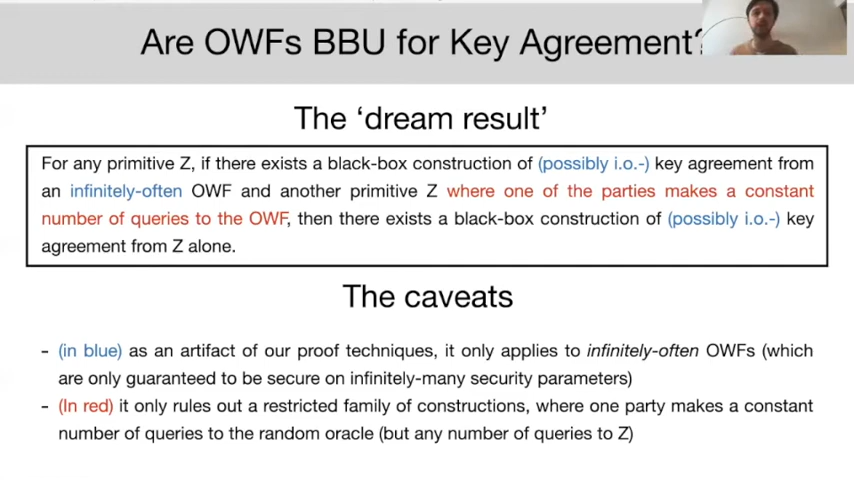 Are OWFs BBU for Key Agreement?
The ‘dream result’
For any primitive Z, if there exists a black-box construction of (possibly i.o.-) key agreement from
an infinitely-often OWF and another primitive Z where one of the parties makes a constant
number of queries to the OWF, then there exists a black-box construction of (possibly i.o.-) key
agreement from Z alone.
The caveats
- (in blue) as an artifact of our proof techniques, it only applies to infinitely-often OWFs (which
are only guaranteed to be secure on infinitely-many security parameters)
- (In red) it only rules out a restricted family of constructions, where one party makes a constant
number of queries to the random oracle (but any number of queries to Z)